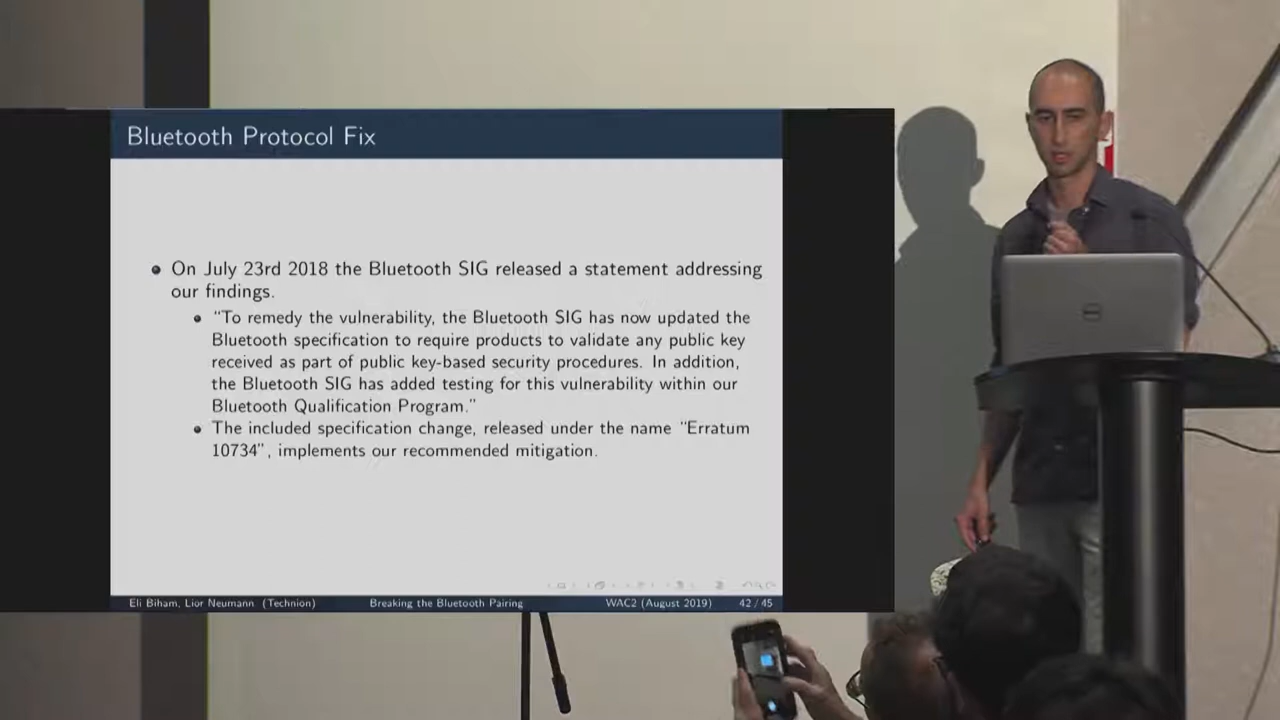 Bluetooth Protocol Fix
On July 23rd 2018 the Bluetooth SIG released a statement addressing
our findings.
“To remedy the vulnerability, the Bluetooth SIG has now updated the
Bluetooth specification to require products to validate any public key
received as part of public key-based security procedures. In addition,
the Bluetooth SIG has added testing for this vulnerability within our
Bluetooth Qualification Program.”
The included specification change, released under the name “Erratum
10734”, implements our recommended mitigation.
Eli Biham, Lior Neumann (Technion) Breaking the Bluetooth Pairing WAC2 (August 2019) 42 / 45